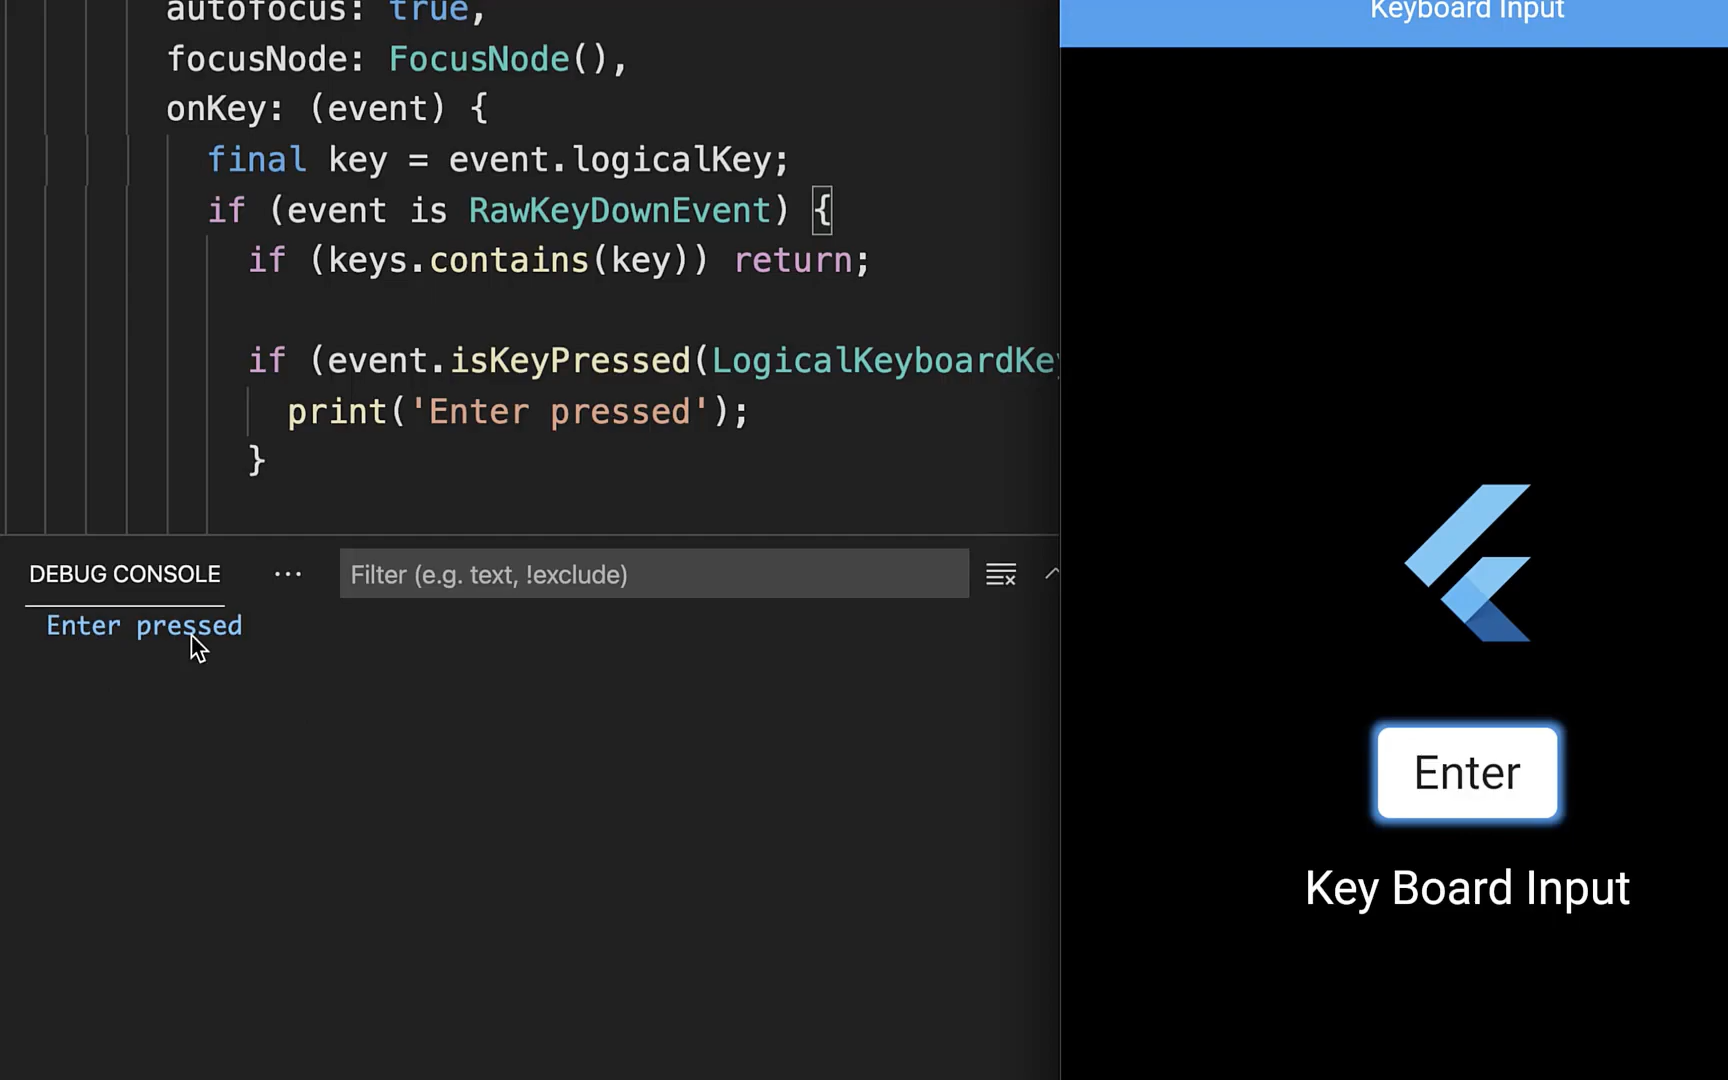 autofocus: true,
focusNode: FocusNode(),
onKey: (event) {
final key = event.logicalKey;
if (event is RawKeyDownEvent) {
if (keys.contains(key)) return;
if (event.isKeyPressed(LogicalKeyboardKey
print('Enter pressed');
}
DEBUG CONSOLE
Filter (e.g. text, !exclude)
Enter pressed
Keyboard Input
Enter
Key Board Input